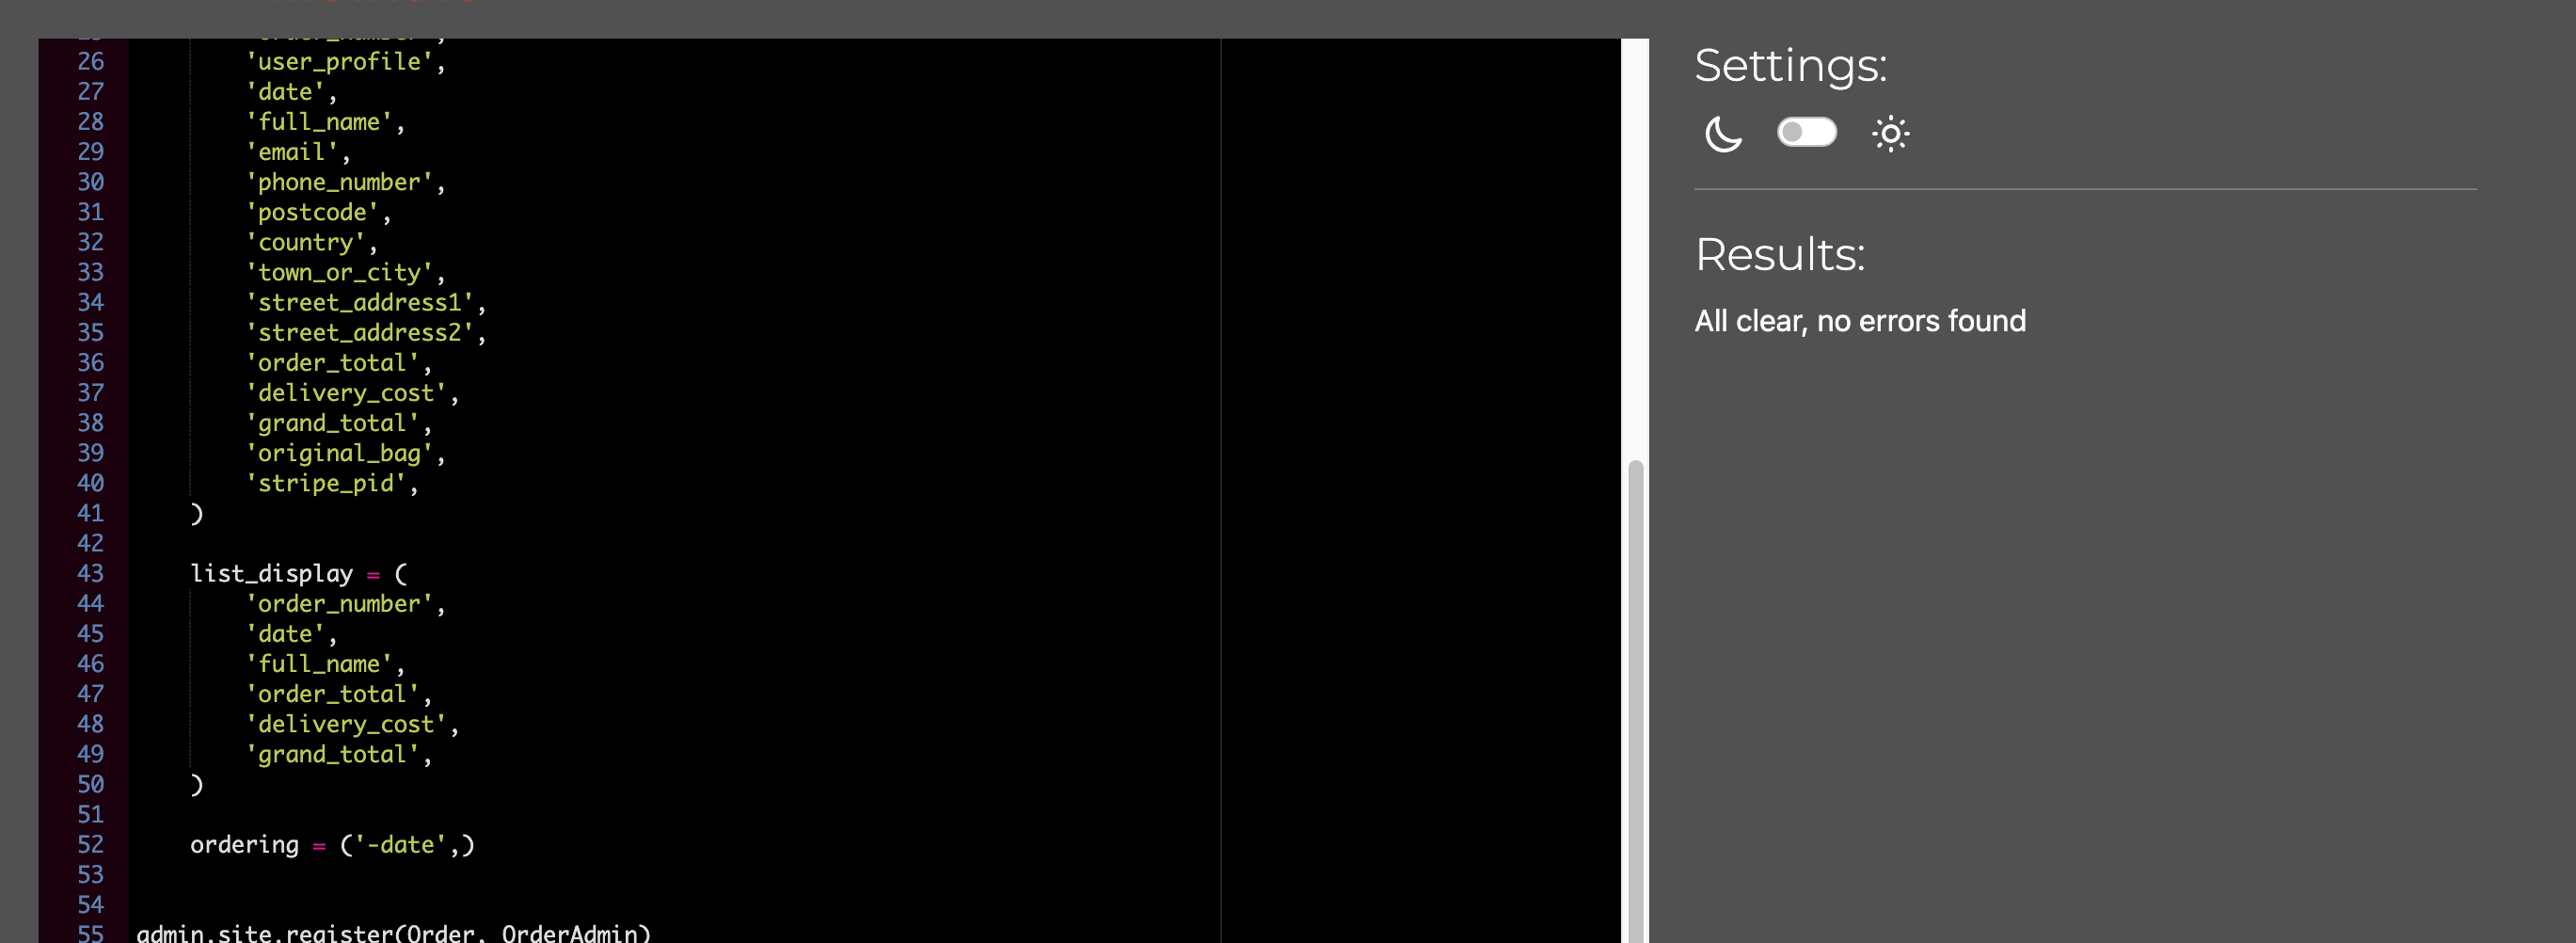 26 'user_profile',
27 'date',
28 'full_name',
29 'email',
30 'phone_number',
31 'postcode',
32 'country',
33 'town_or_city',
34 'street_address1',
35 'street_address2',
36 'order_total',
37 'delivery_cost',
38 'grand_total',
39 'original_bag',
40 'stripe_pid',
41 )
42
43 list_display = (
44 'order_number',
45 'date',
46 'full_name',
47 'order_total',
48 'delivery_cost',
49 'grand_total',
50 )
51
52 ordering = ('-date',)
53
54
55 admin.site.register(Order, OrderAdmin)
Settings:
Results:
All clear, no errors found